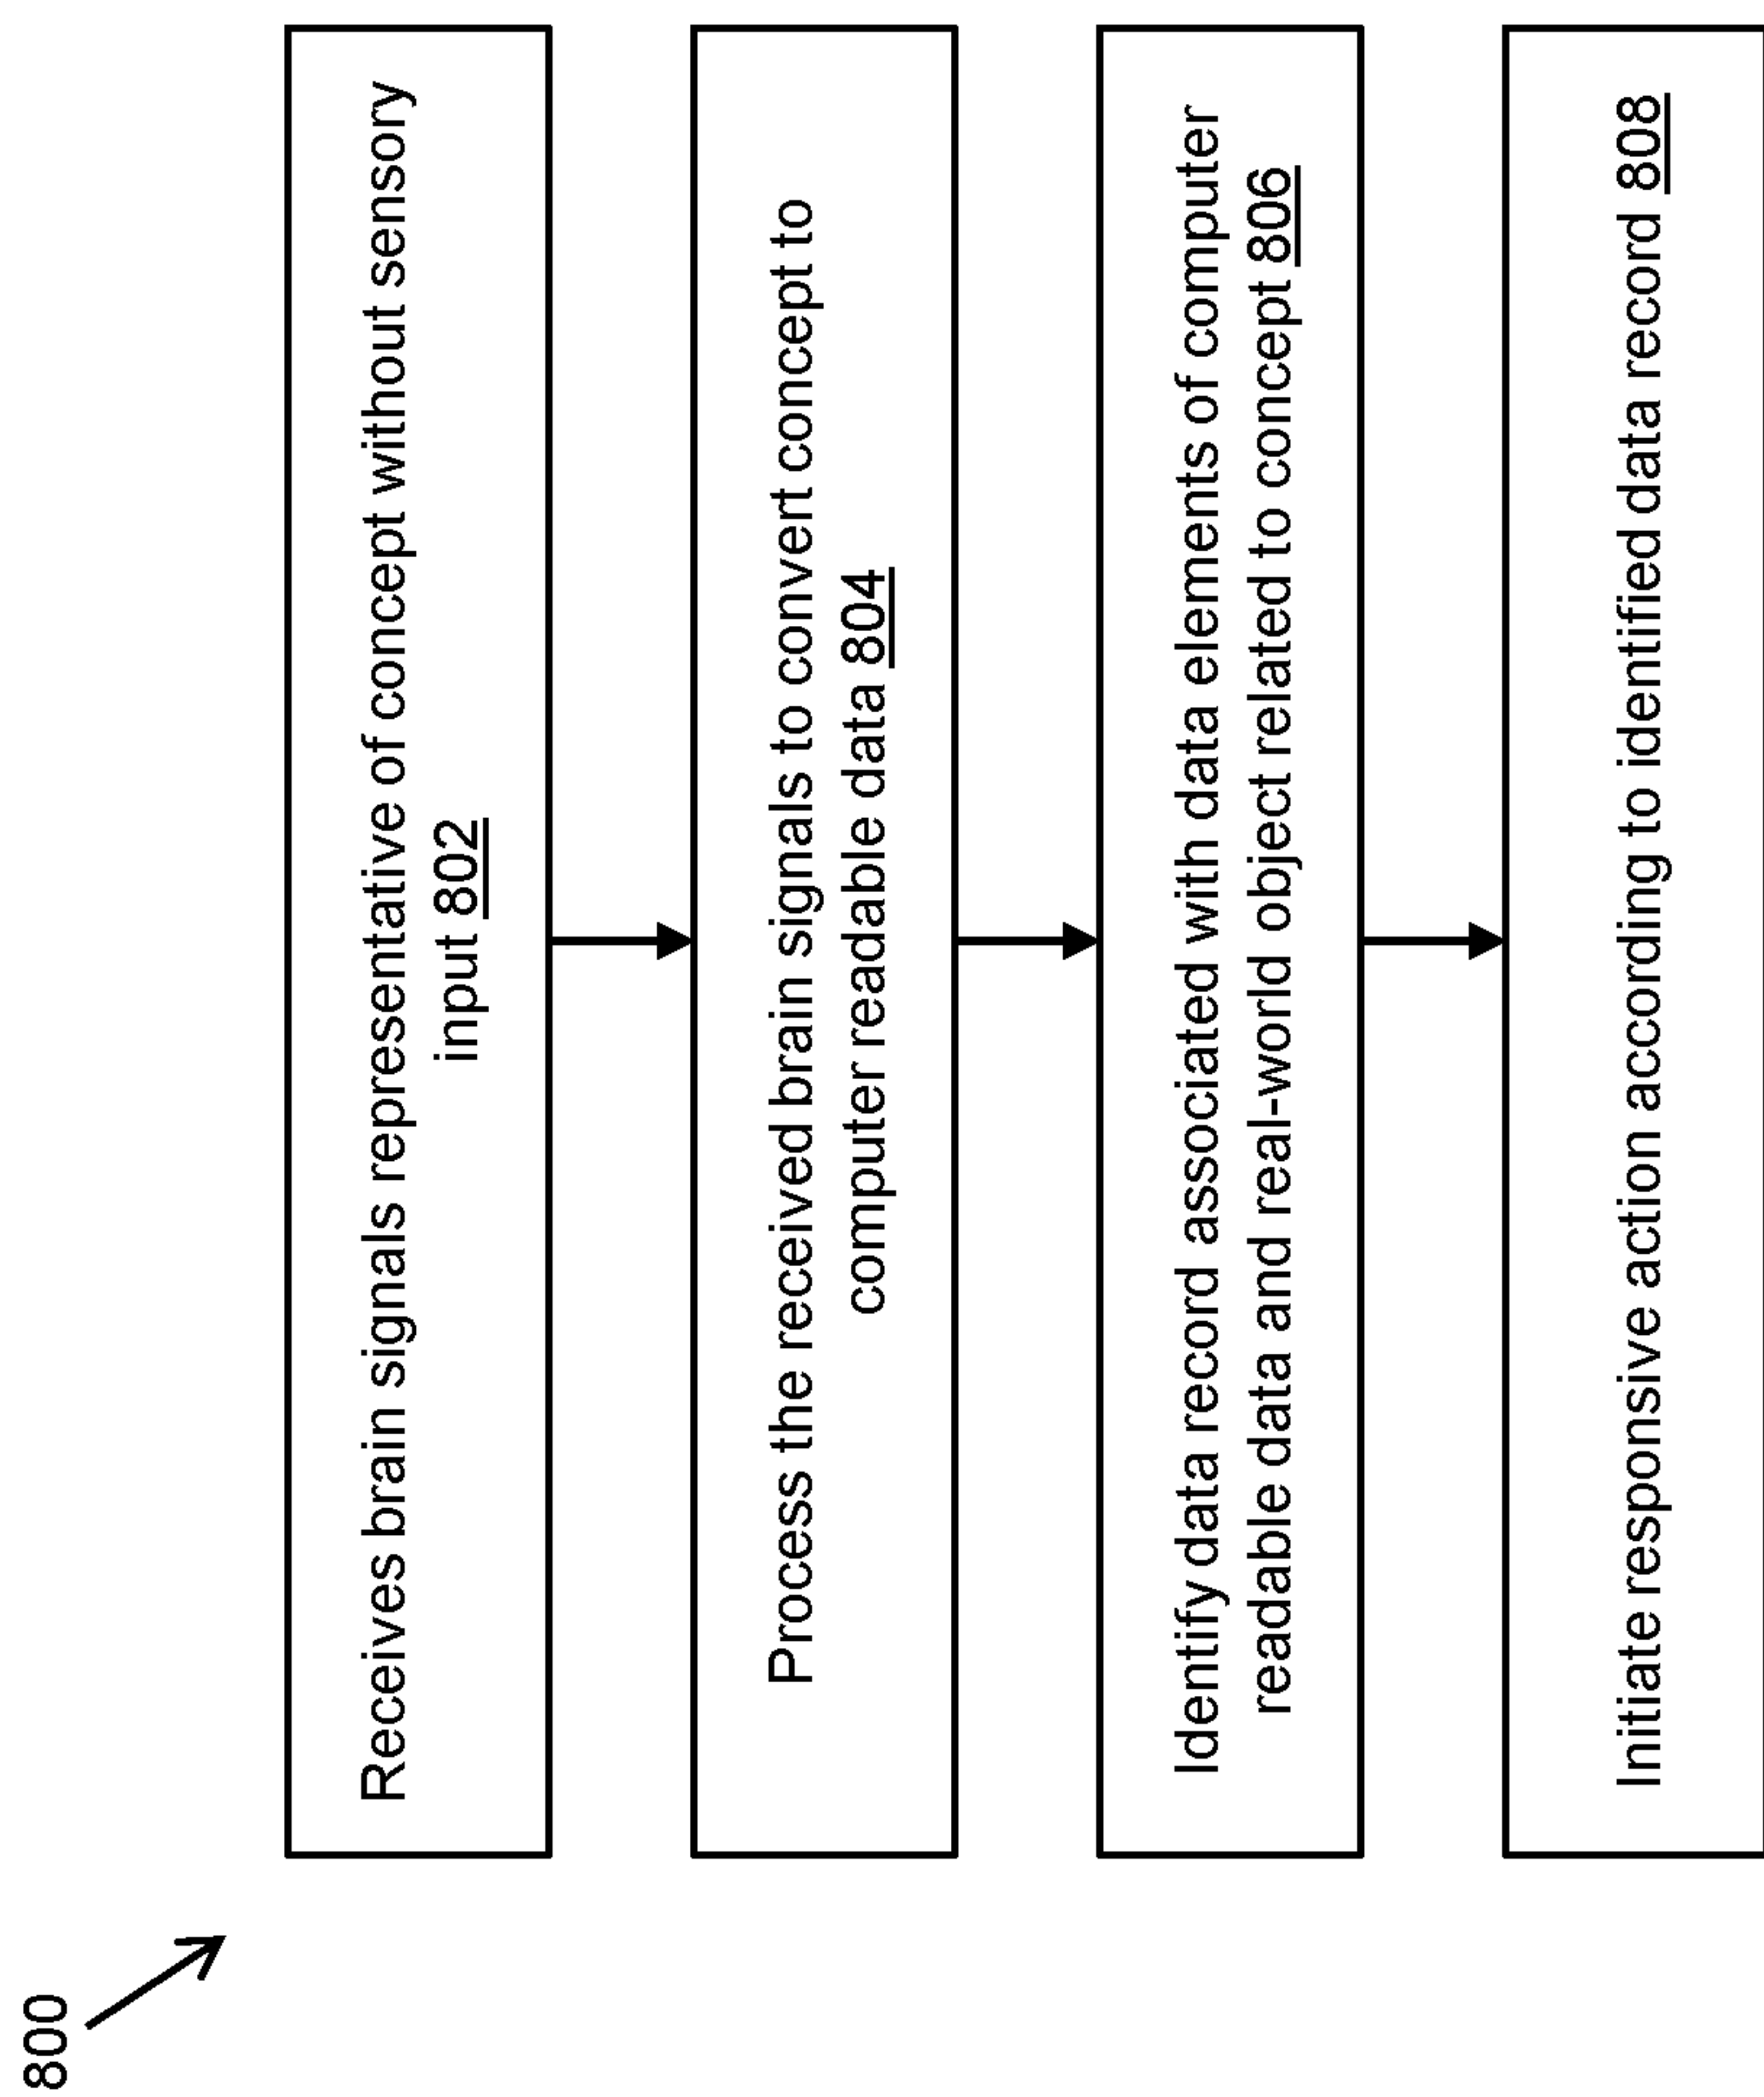 800
Receives brain signals representative of concept without sensory
input 802
Process the received brain signals to convert concept to
computer readable data 804
Identify data record associated with data elements of computer
readable data and real-world object related to concept 806
Initiate responsive action according to identified data record 808